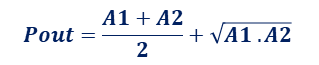 Pout = (A1 + A2)/2 + √(A1 .A2)